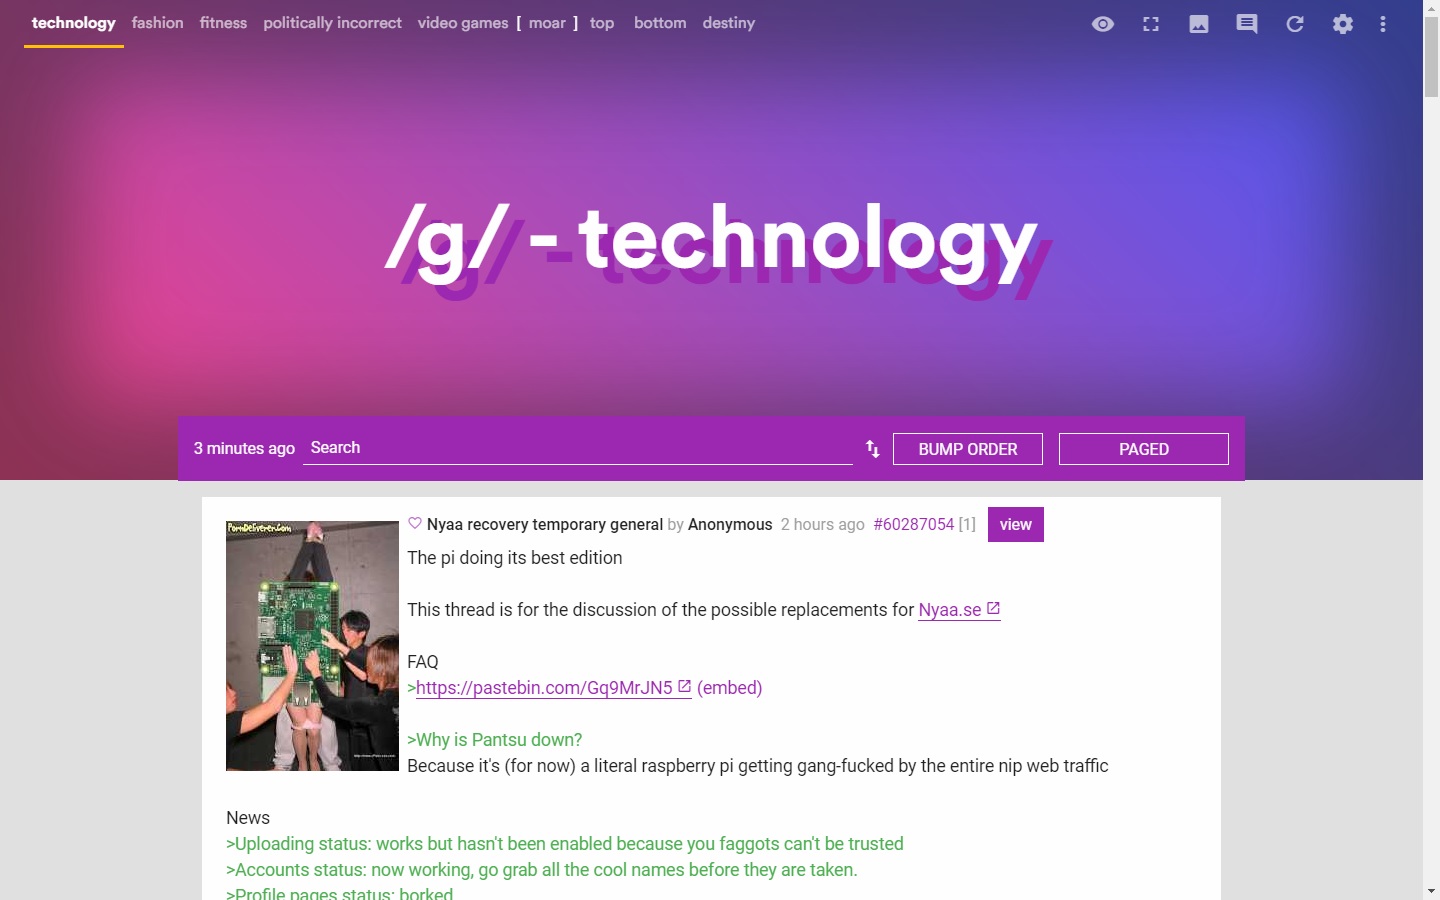 technology fashion fitness politically incorrect video games [ moar ] top bottom destiny
/g/ - technology
3 minutes ago Search BUMP ORDER PAGED
PornDeliverer.Com
Nyaa recovery temporary general by Anonymous 2 hours ago #60287054 [1] view
The pi doing its best edition
This thread is for the discussion of the possible replacements for Nyaa.se
FAQ
>https://pastebin.com/Gq9MrJN5 (embed)
>Why is Pantsu down?
Because it's (for now) a literal raspberry pi getting gang-fucked by the entire nip web traffic
News
>Uploading status: works but hasn't been enabled because you faggots can't be trusted
>Accounts status: now working, go grab all the cool names before they are taken.
>Profile pages status: borked